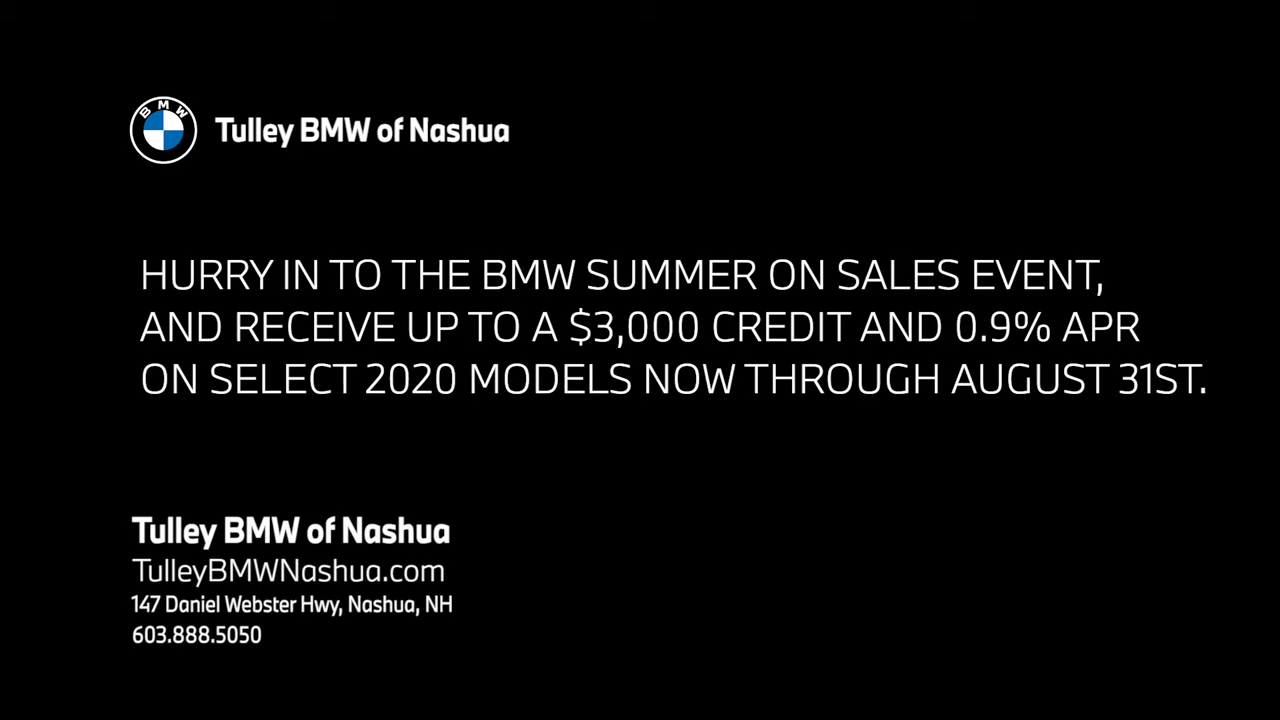 BMW
Tulley BMW of Nashua
HURRY IN TO THE BMW SUMMER ON SALES EVENT,
AND RECEIVE UP TO A $3,000 CREDIT AND 0.9% APR
ON SELECT 2020 MODELS NOW THROUGH AUGUST 31ST.
Tulley BMW of Nashua
TulleyBMWNashua.com
147 Daniel Webster Hwy, Nashua, NH
603.888.5050